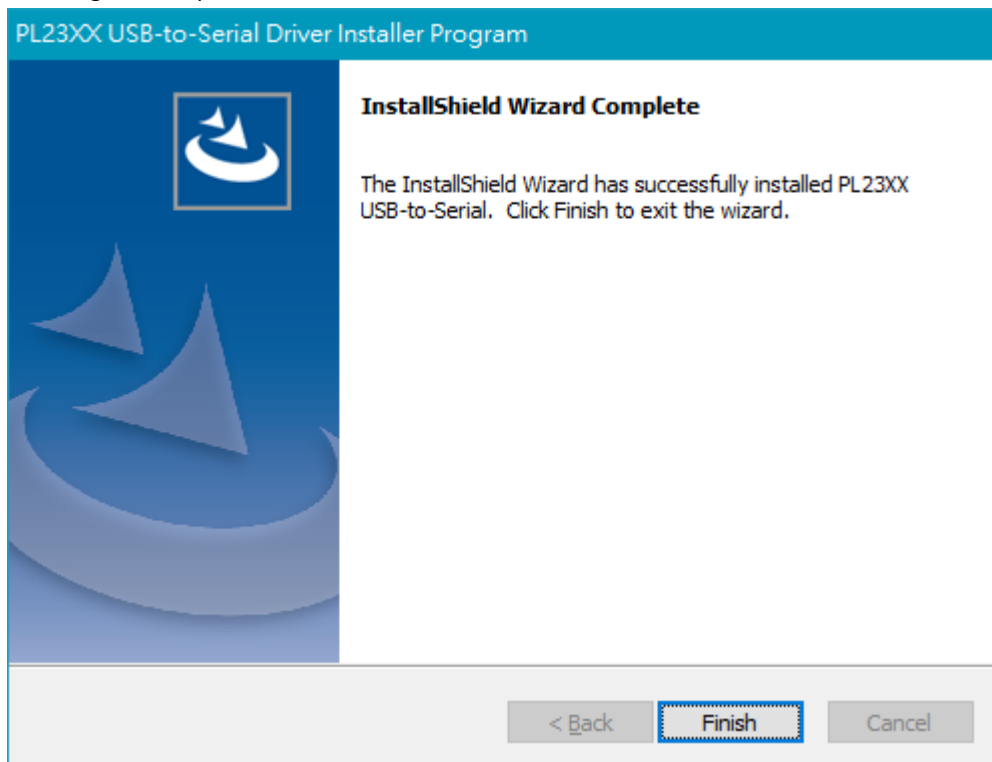 PL23XX USB-to-Serial Driver Installer Program
InstallShield Wizard Complete
The InstallShield Wizard has successfully installed PL23XX
USB-to-Serial. Click Finish to exit the wizard.
< Back
Finish
Cancel